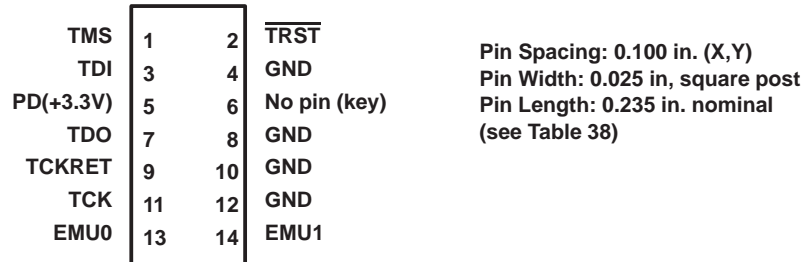 TMS 1 2 TRST
TDI 3 4 GND
PD(+3.3V) 5 6 No pin (key)
TDO 7 8 GND
TCKRET 9 10 GND
TCK 11 12 GND
EMU0 13 14 EMU1
Pin Spacing: 0.100 in. (X,Y)
Pin Width: 0.025 in, square post
Pin Length: 0.235 in. nominal
(see Table 38)